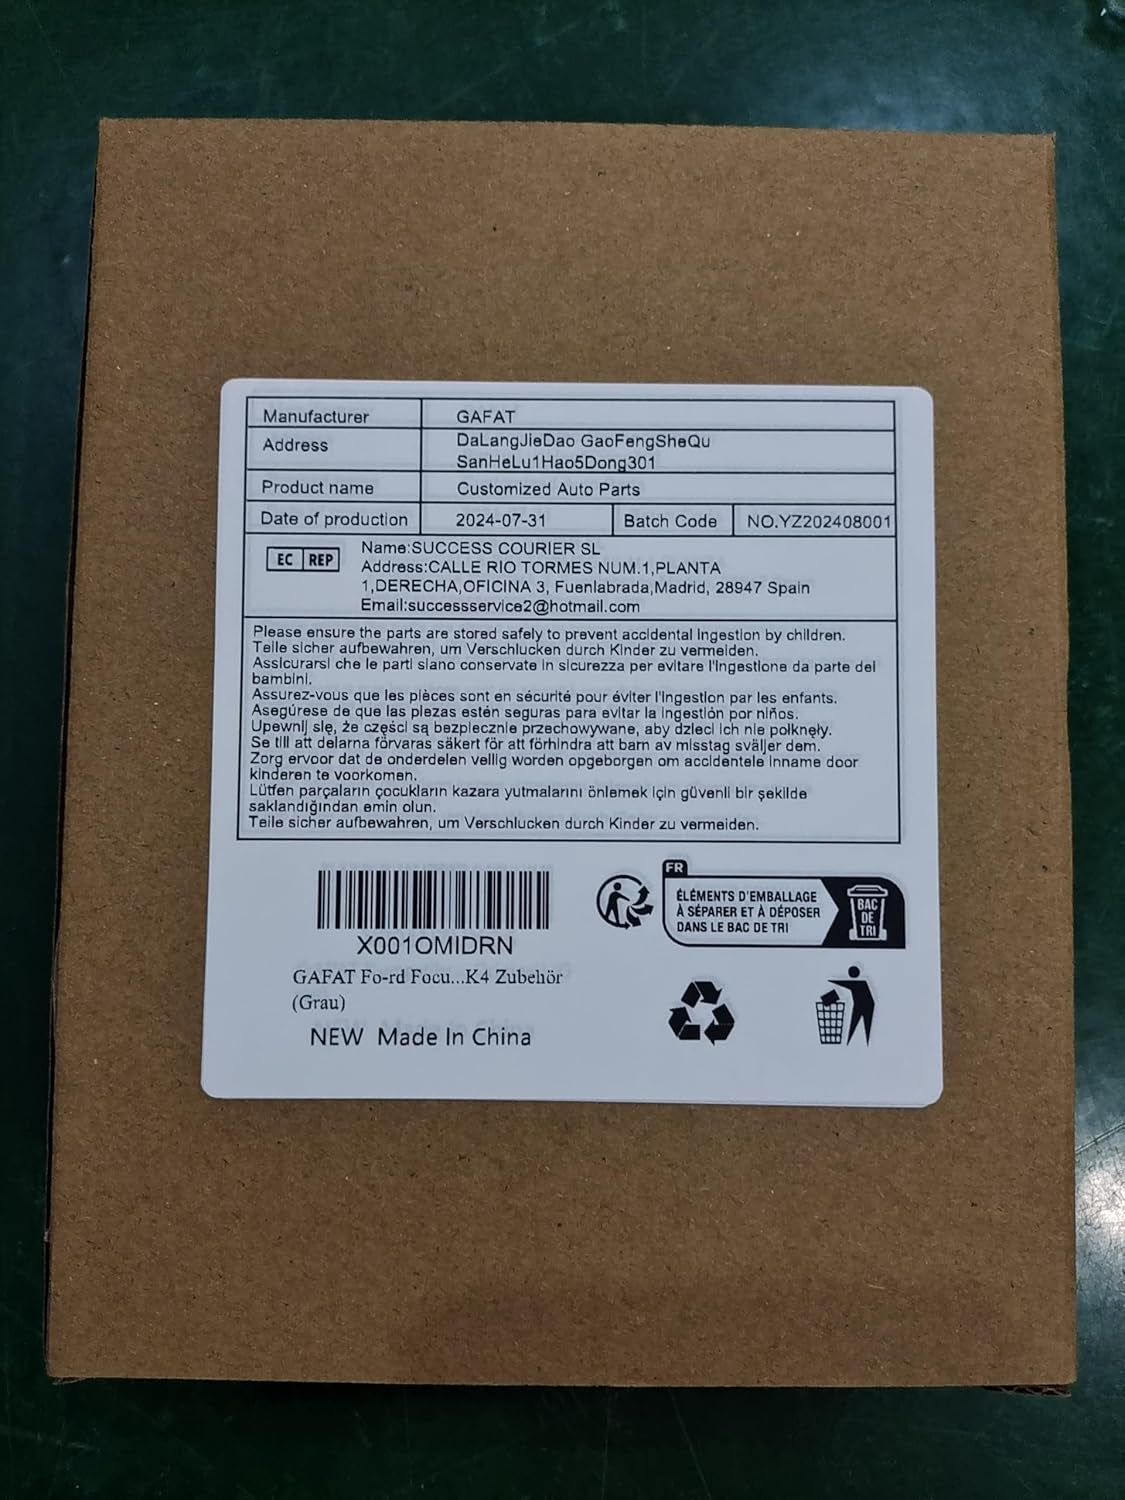 Manufacturer GAFAT
Address DaLangJieDao GaoFengSheQu
SanHeLu1Hao5Dong301
Product name Customized Auto Parts
Date of production 2024-07-31 Batch Code NO.YZ202408001
EC REP Name:SUCCESS COURIER SL
Address:CALLE RIO TORMES NUM.1,PLANTA
1,DERECHA,OFICINA 3, Fuenlabrada,Madrid, 28947 Spain
Email:successservice2@hotmail.com
Please ensure the parts are stored safely to prevent accidental ingestion by children.
Teile sicher aufbewahren, um Verschlucken durch Kinder zu vermeiden.
Assicurarsi che le parti siano conservate in sicurezza per evitare l'ingestione da parte dei
bambini.
Assurez-vous que les pièces sont en sécurité pour éviter l'ingestion par les enfants.
Asegúrese de que las piezas estén seguras para evitar la ingestión por niños.
Upewnij się, że części są bezpiecznie przechowywane, aby dzieci ich nie połknęły.
Se till att delarna förvaras säkert för att förhindra att barn av misstag sväljer dem.
Zorg ervoor dat de onderdelen veilig worden opgeborgen om accidentele inname door
kinderen te voorkomen.
Lütfen parçaların çocukların kazara yutmalarını önlemek için güvenli bir şekilde
saklandığından emin olun.
Teile sicher aufbewahren, um Verschlucken durch Kinder zu vermeiden.
X001OMIDRN
GAFAT Fo-rd Focu...K4 Zubehör
(Grau)
NEW Made In China
FR
ÉLÉMENTS D'EMBALLAGE
À SÉPARER ET À DÉPOSER
DANS LE BAC DE TRI
BAC
DE
TRI